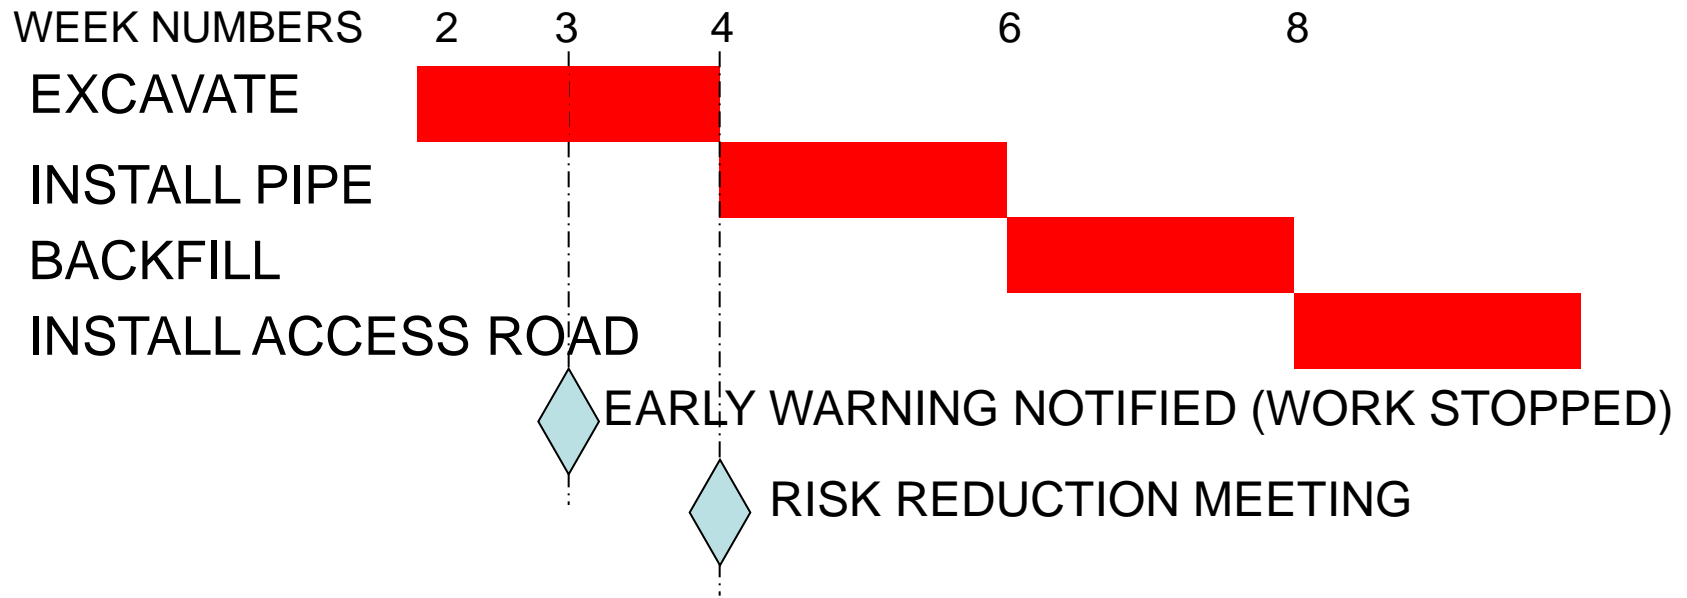 WEEK NUMBERS 2 3 4 6 8
EXCAVATE
INSTALL PIPE
BACKFILL
INSTALL ACCESS ROAD
EARLY WARNING NOTIFIED (WORK STOPPED)
RISK REDUCTION MEETING